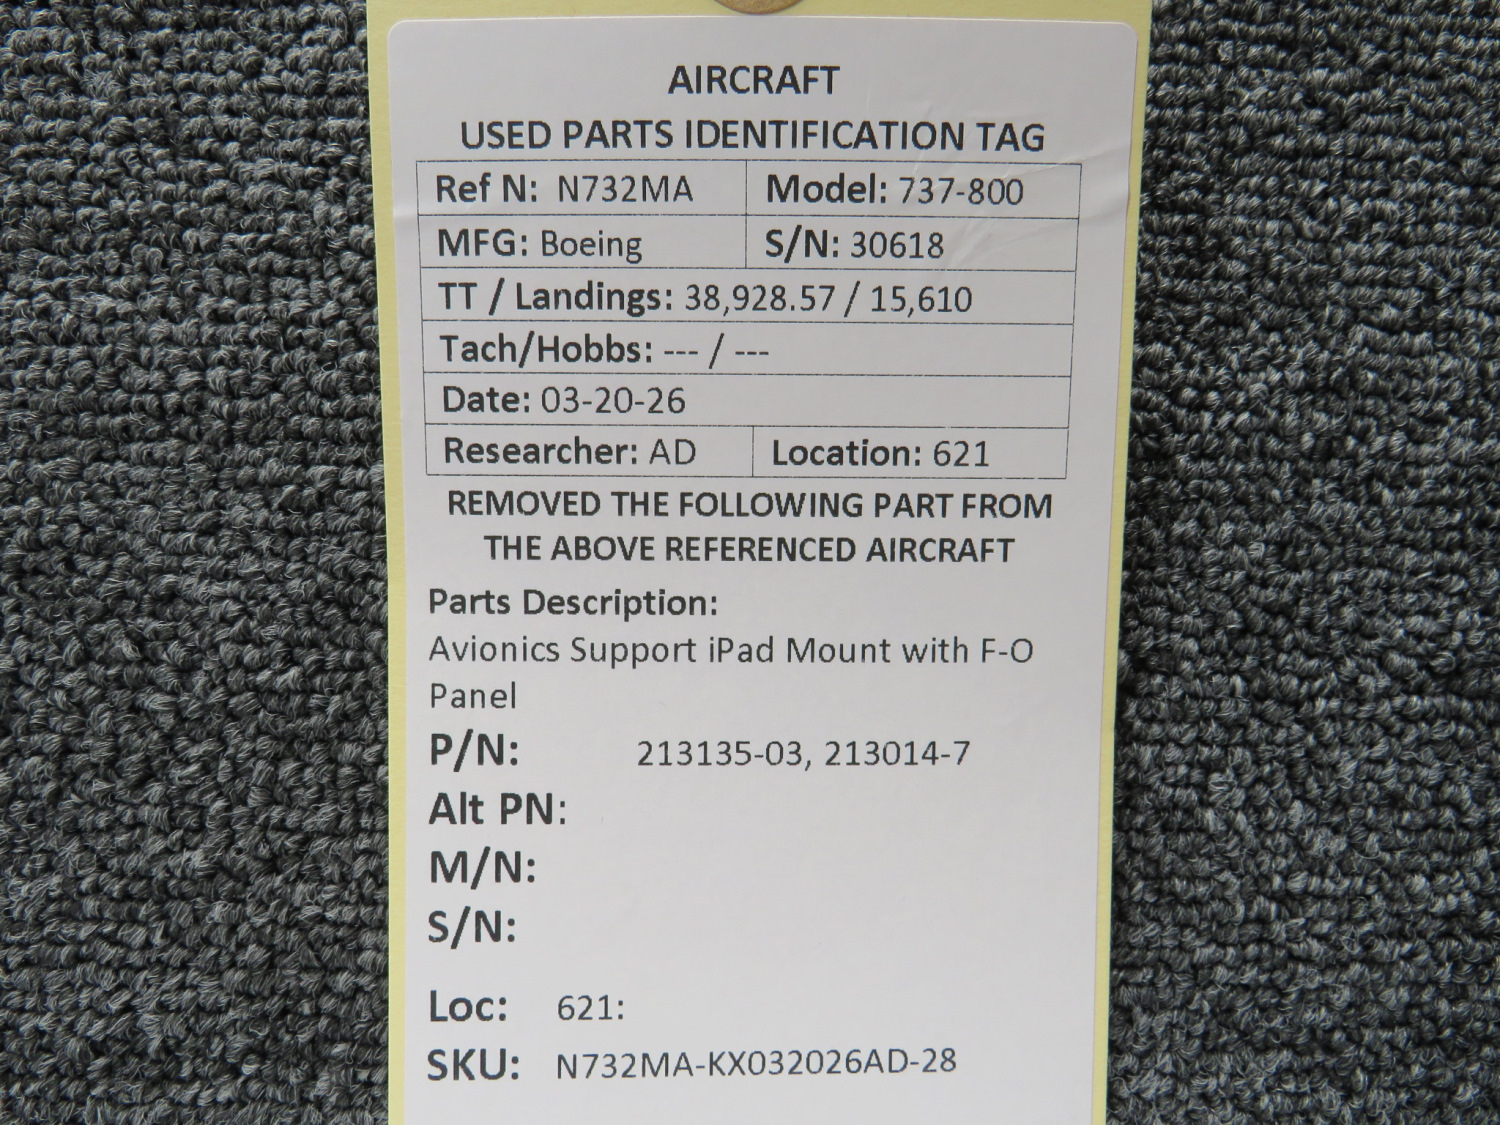 AIRCRAFT
USED PARTS IDENTIFICATION TAG
Ref N: N732MA Model: 737-800
MFG: Boeing S/N: 30618
TT / Landings: 38,928.57 / 15,610
Tach/Hobbs: --- / ---
Date: 03-20-26
Researcher: AD Location: 621
REMOVED THE FOLLOWING PART FROM
THE ABOVE REFERENCED AIRCRAFT
Parts Description:
Avionics Support iPad Mount with F-O
Panel
P/N: 213135-03, 213014-7
Alt PN:
M/N:
S/N:
Loc: 621:
SKU: N732MA-KX032026AD-28